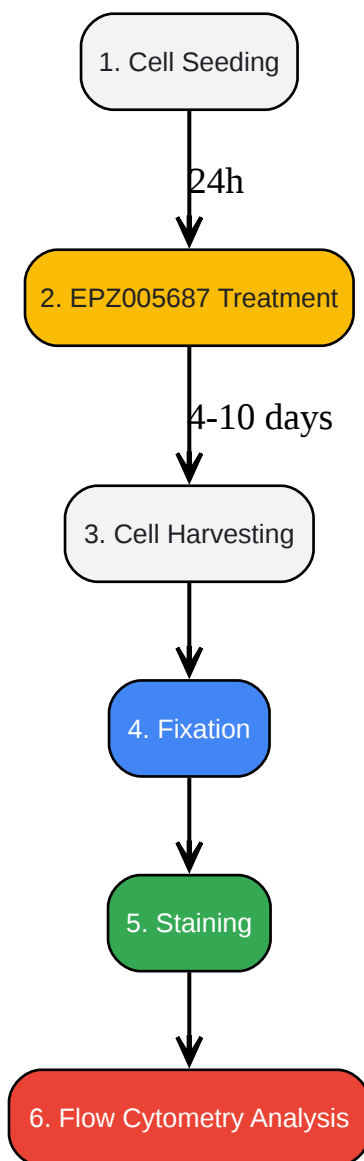 1. Cell Seeding
24h
2. EPZ005687 Treatment
4-10 days
3. Cell Harvesting
4. Fixation
5. Staining
6. Flow Cytometry Analysis